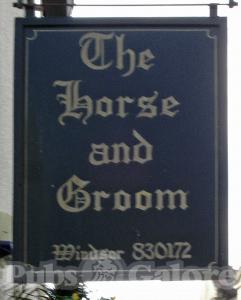 The
Horse
and
Groom
Windsor 830172
Pubs Galore